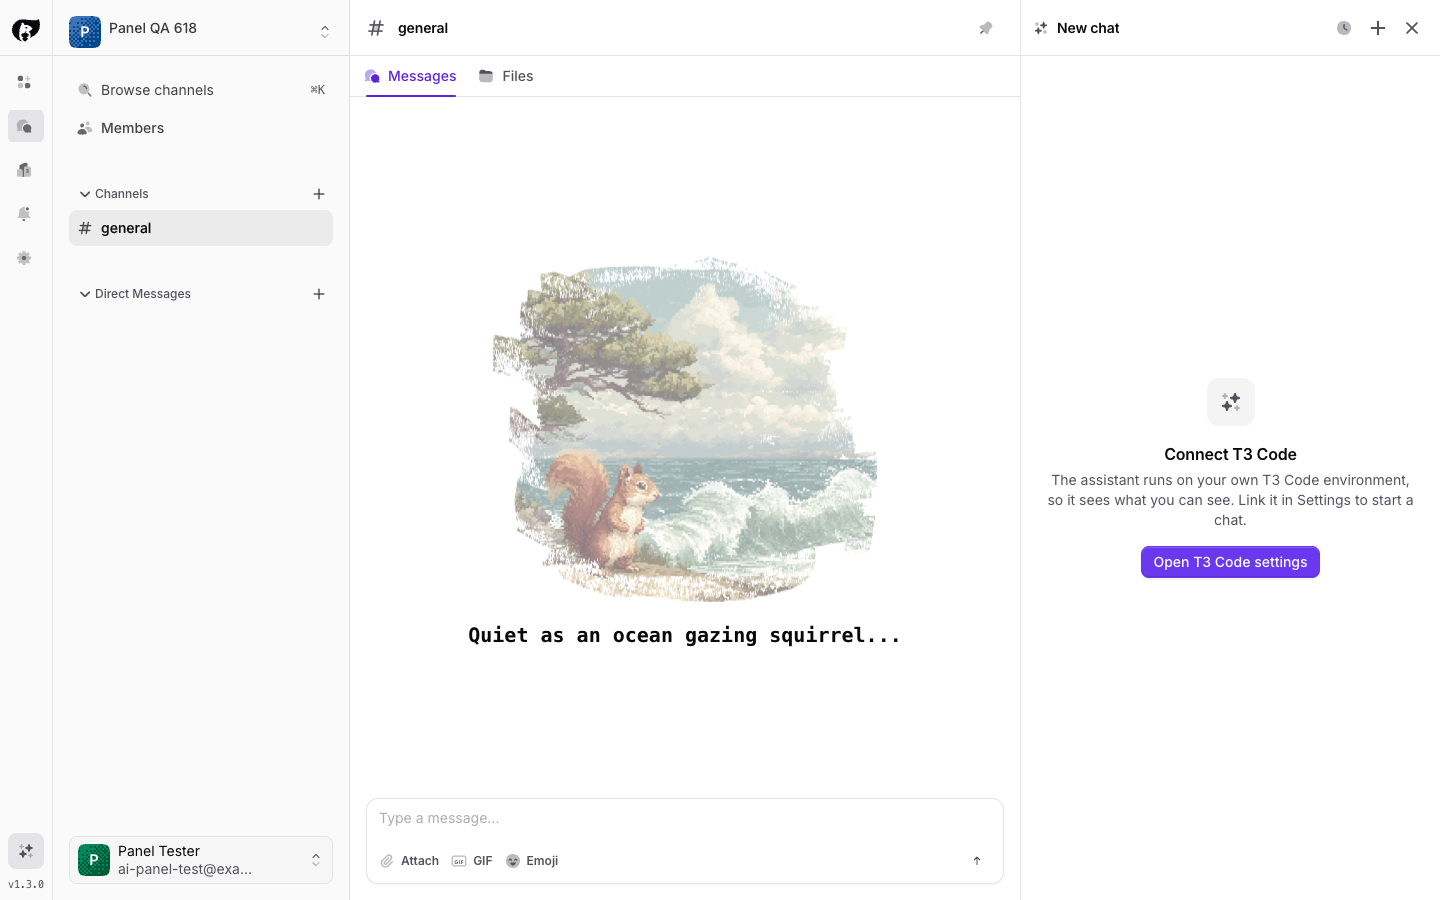 P
Panel QA 618
Browse channels
⌘K
Members
Channels
general
Direct Messages
P
Panel Tester
ai-panel-test@exa...
v1.3.0
general
Messages
Files
Quiet as an ocean gazing squirrel...
Type a message...
Attach
GIF
GIF
Emoji
New chat
Connect T3 Code
The assistant runs on your own T3 Code environment,
so it sees what you can see. Link it in Settings to start a
chat.
Open T3 Code settings